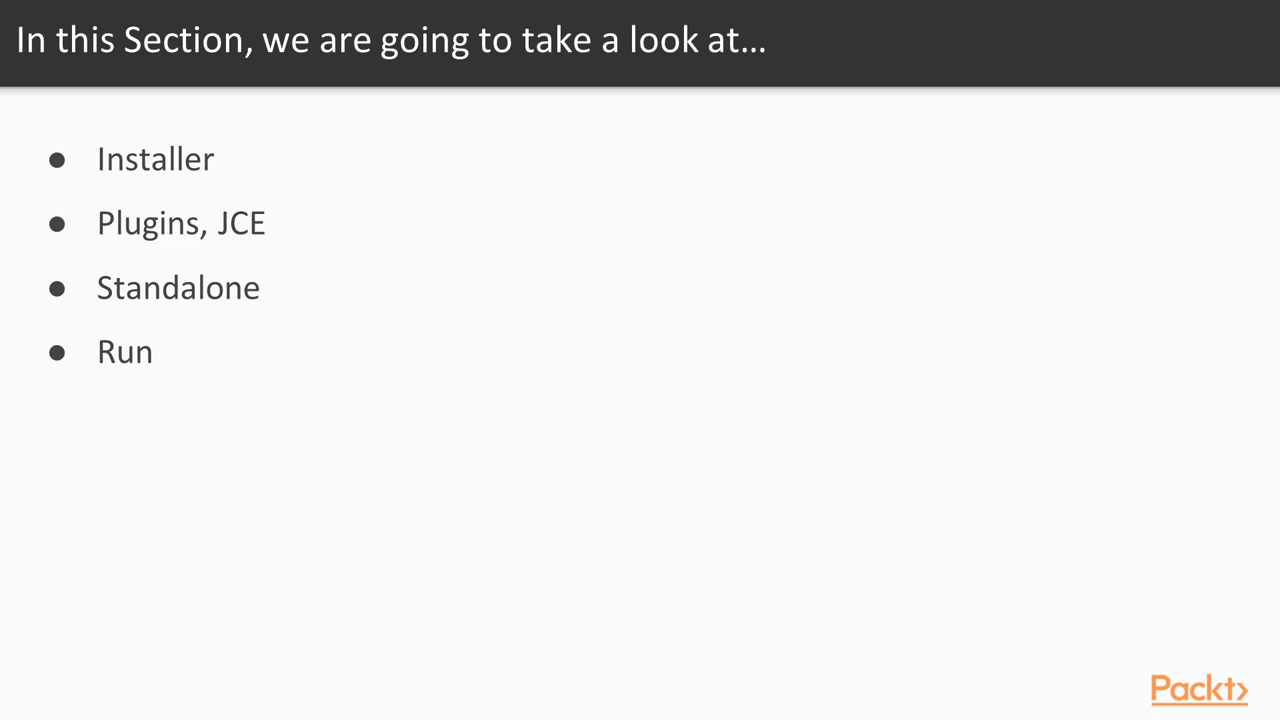 In this Section, we are going to take a look at...
● Installer
● Plugins, JCE
● Standalone
● Run
Packt>